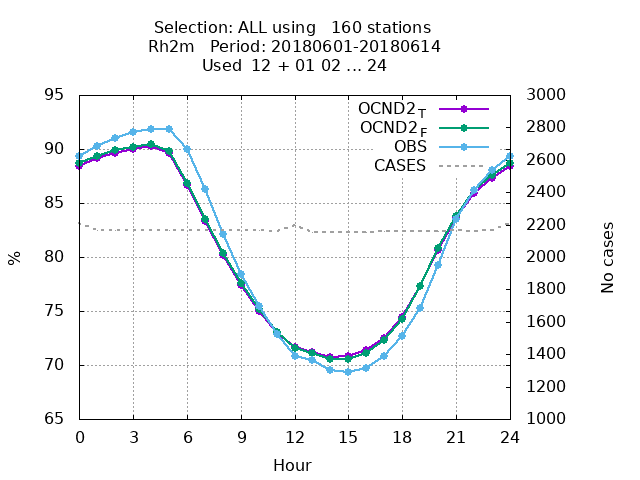 Selection: ALL using   160 stations
Rh2m   Period: 20180601-20180614
Used  12 + 01 02 ... 24
95 3000
OCND2T
2800
OCND2F
90 OBS
2600
CASES
2400
85
2200
80 2000
% No cases
1800
75
1600
1400
70
1200
65 1000
0 3 6 9 12 15 18 21 24
Hour